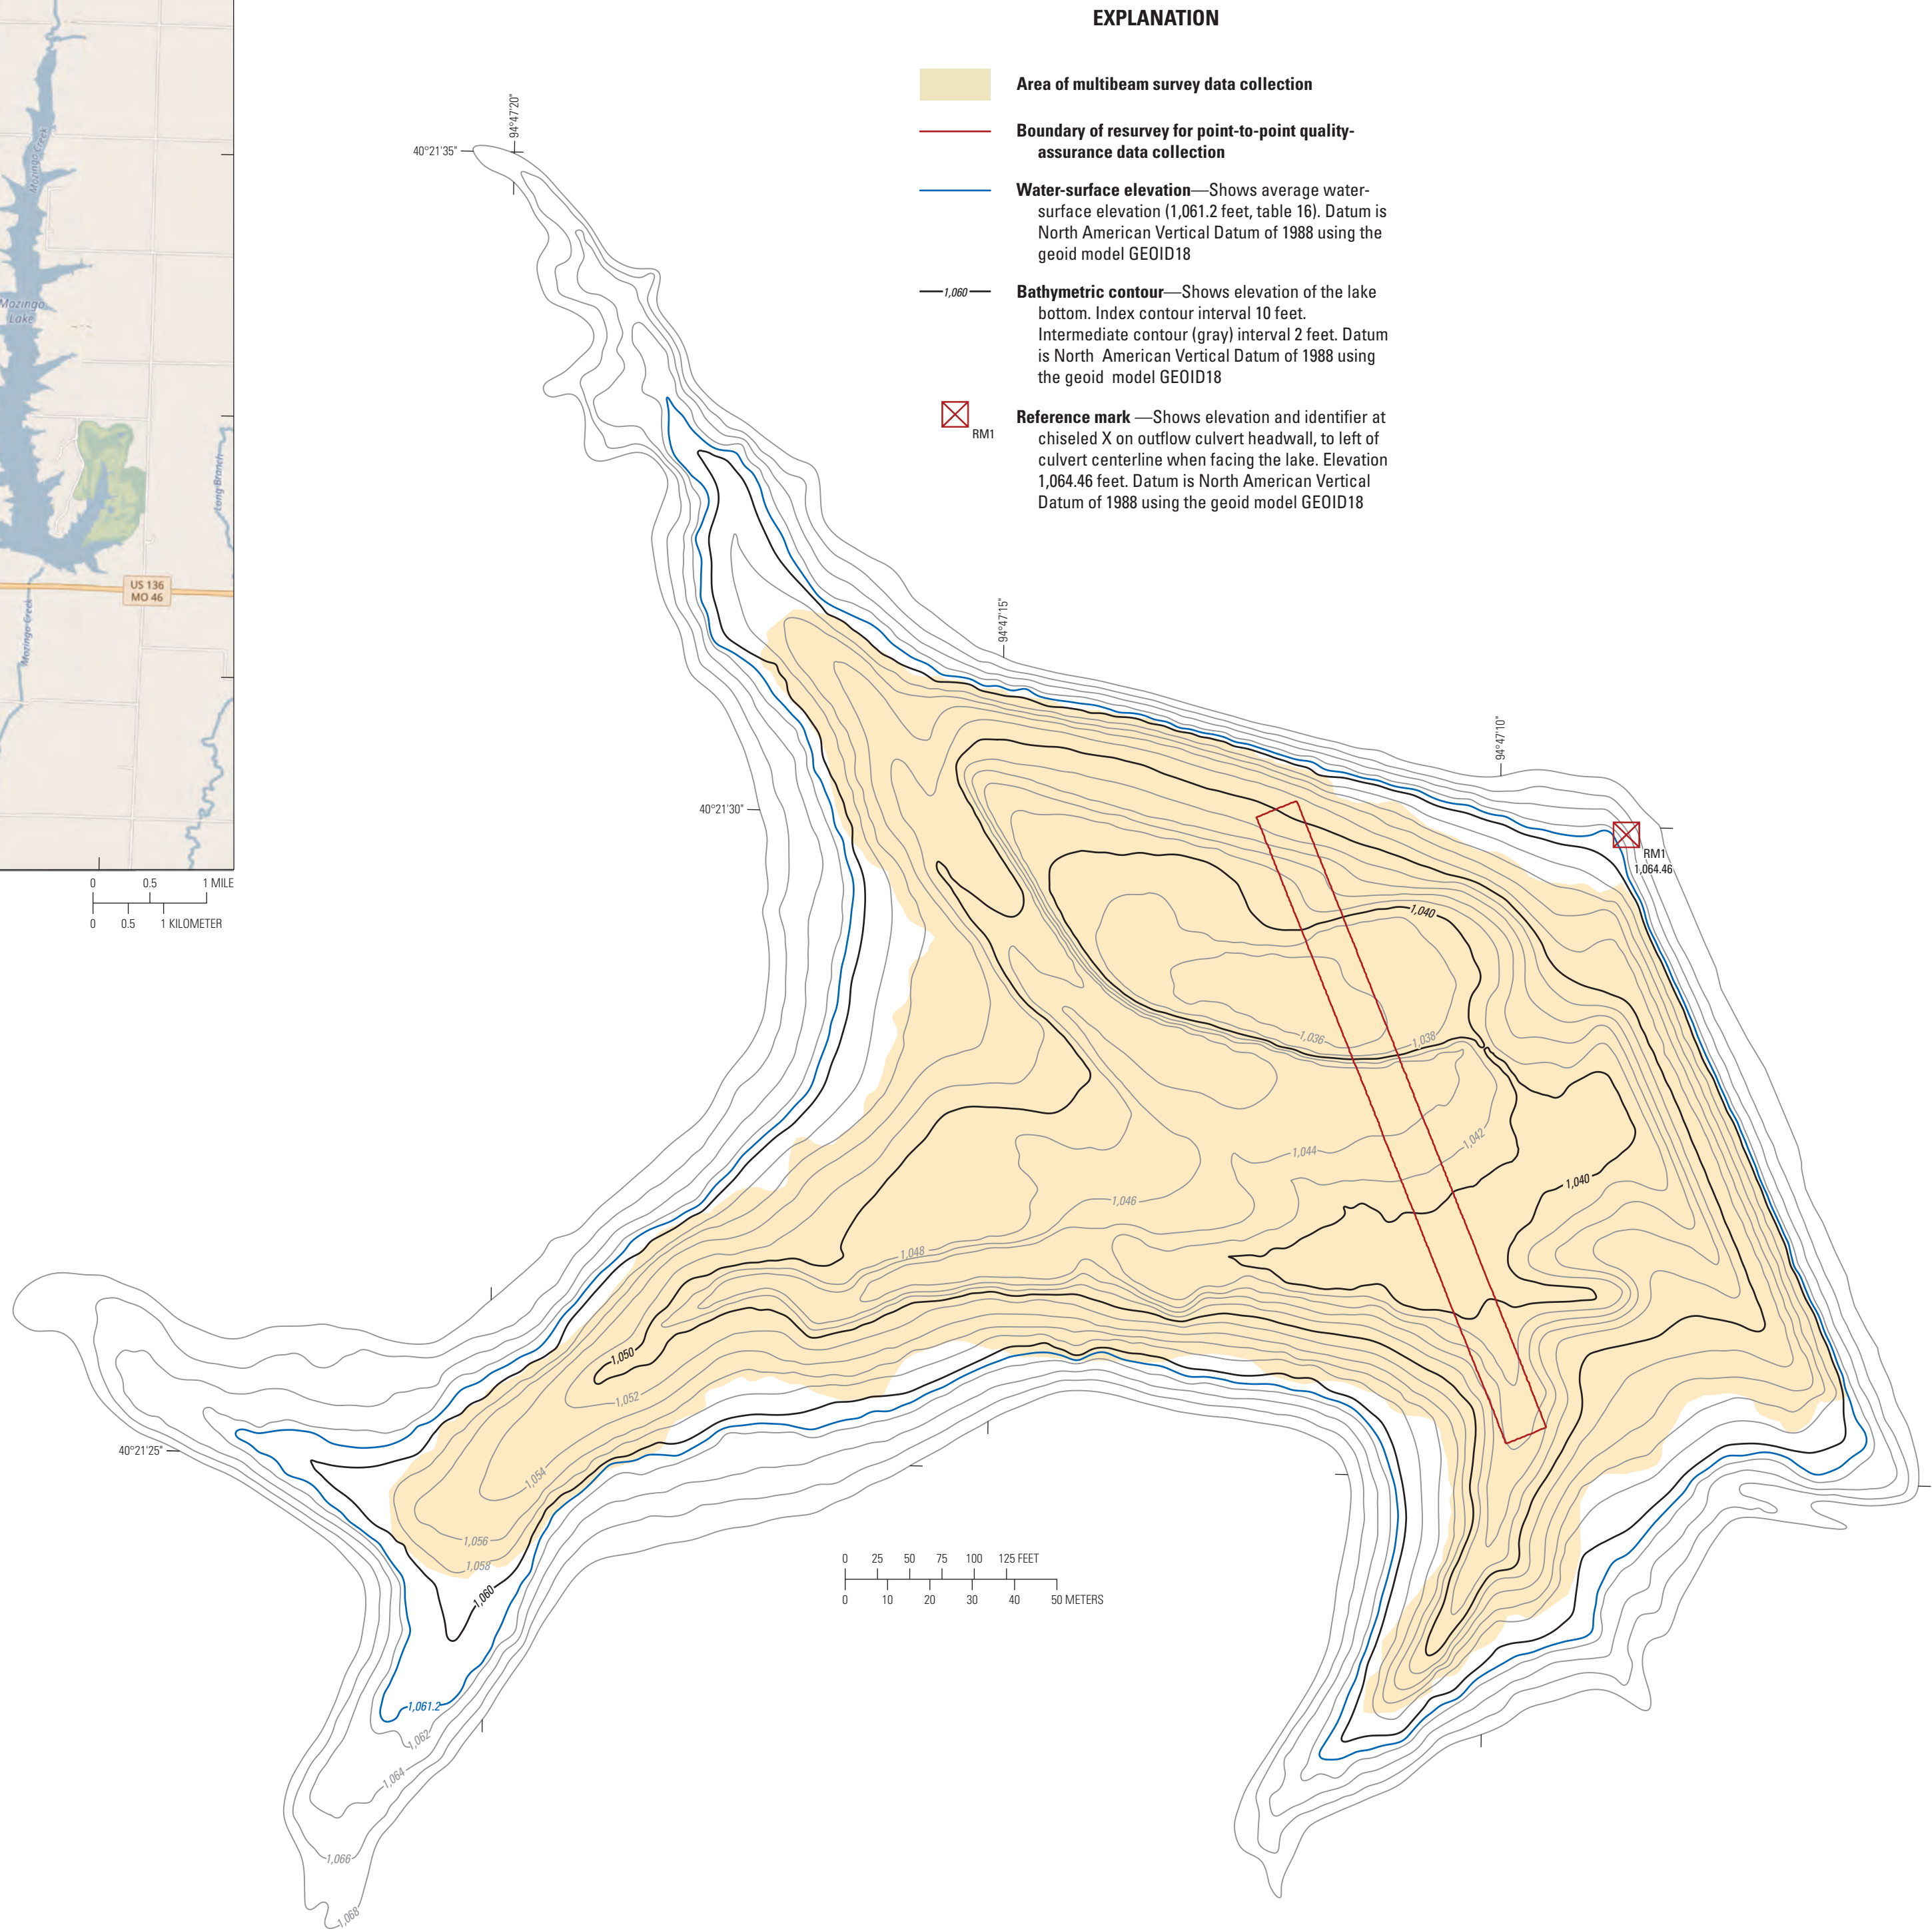 EXPLANATION
Area of multibeam survey data collection
Boundary of resurvey for point-to-point quality-
assurance data collection
Water-surface elevation—Shows average water-
surface elevation (1,061.2 feet, table 16). Datum is
North American Vertical Datum of 1988 using the
geoid model GEOID18
1,060
Bathymetric contour—Shows elevation of the lake
bottom. Index contour interval 10 feet.
Intermediate contour (gray) interval 2 feet. Datum
is North American Vertical Datum of 1988 using
the geoid model GEOID18
RM1
Reference mark —Shows elevation and identifier at
chiseled X on outflow culvert headwall, to left of
culvert centerline when facing the lake. Elevation
1,064.46 feet. Datum is North American Vertical
Datum of 1988 using the geoid model GEOID18
Mozingo Creek
Mozingo
Lake
Long Branch
US 136
MO 46
Mozingo Creek
0 0.5 1 MILE
0 0.5 1 KILOMETER
94°47'20"
40°21'35"
94°47'15"
94°47'10"
40°21'30"
RM1
1,064.46
1,040
1,036
1,038
1,042
1,044
1,040
1,046
1,048
1,050
1,052
40°21'25"
1,054
1,056
1,058
1,060
0 25 50 75 100 125 FEET
0 10 20 30 40 50 METERS
1,061.2
1,062
1,064
1,066
1,068